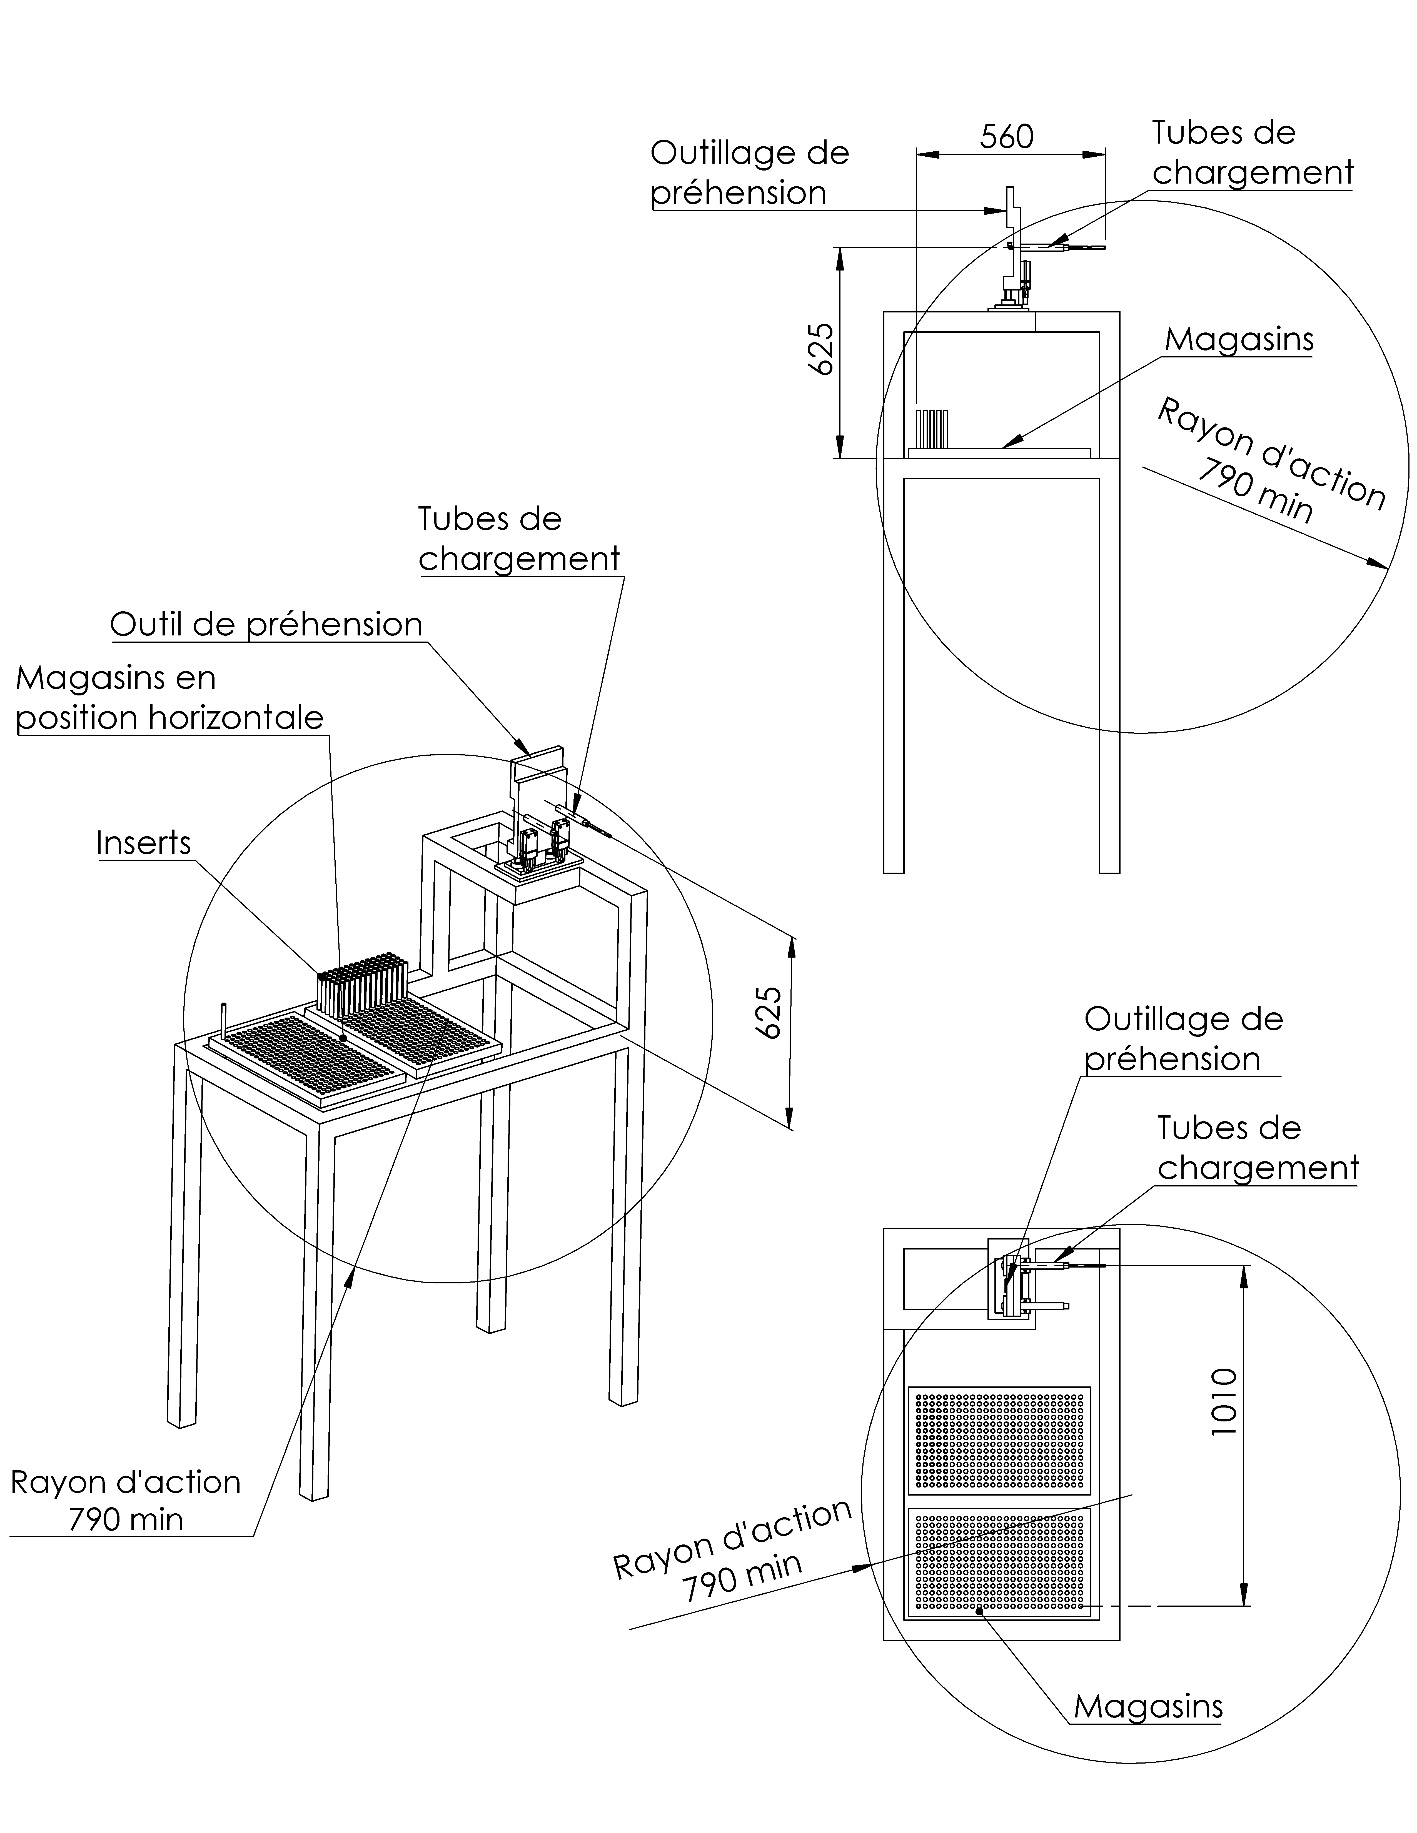 560
Tubes de
chargement
Outillage de
préhension
625
Magasins
Rayon d'action
790 min
Tubes de
chargement
Outil de préhension
Magasins en
position horizontale
Inserts
625
Rayon d'action
790 min
Outillage de
préhension
Tubes de
chargement
1010
Rayon d'action
790 min
Magasins